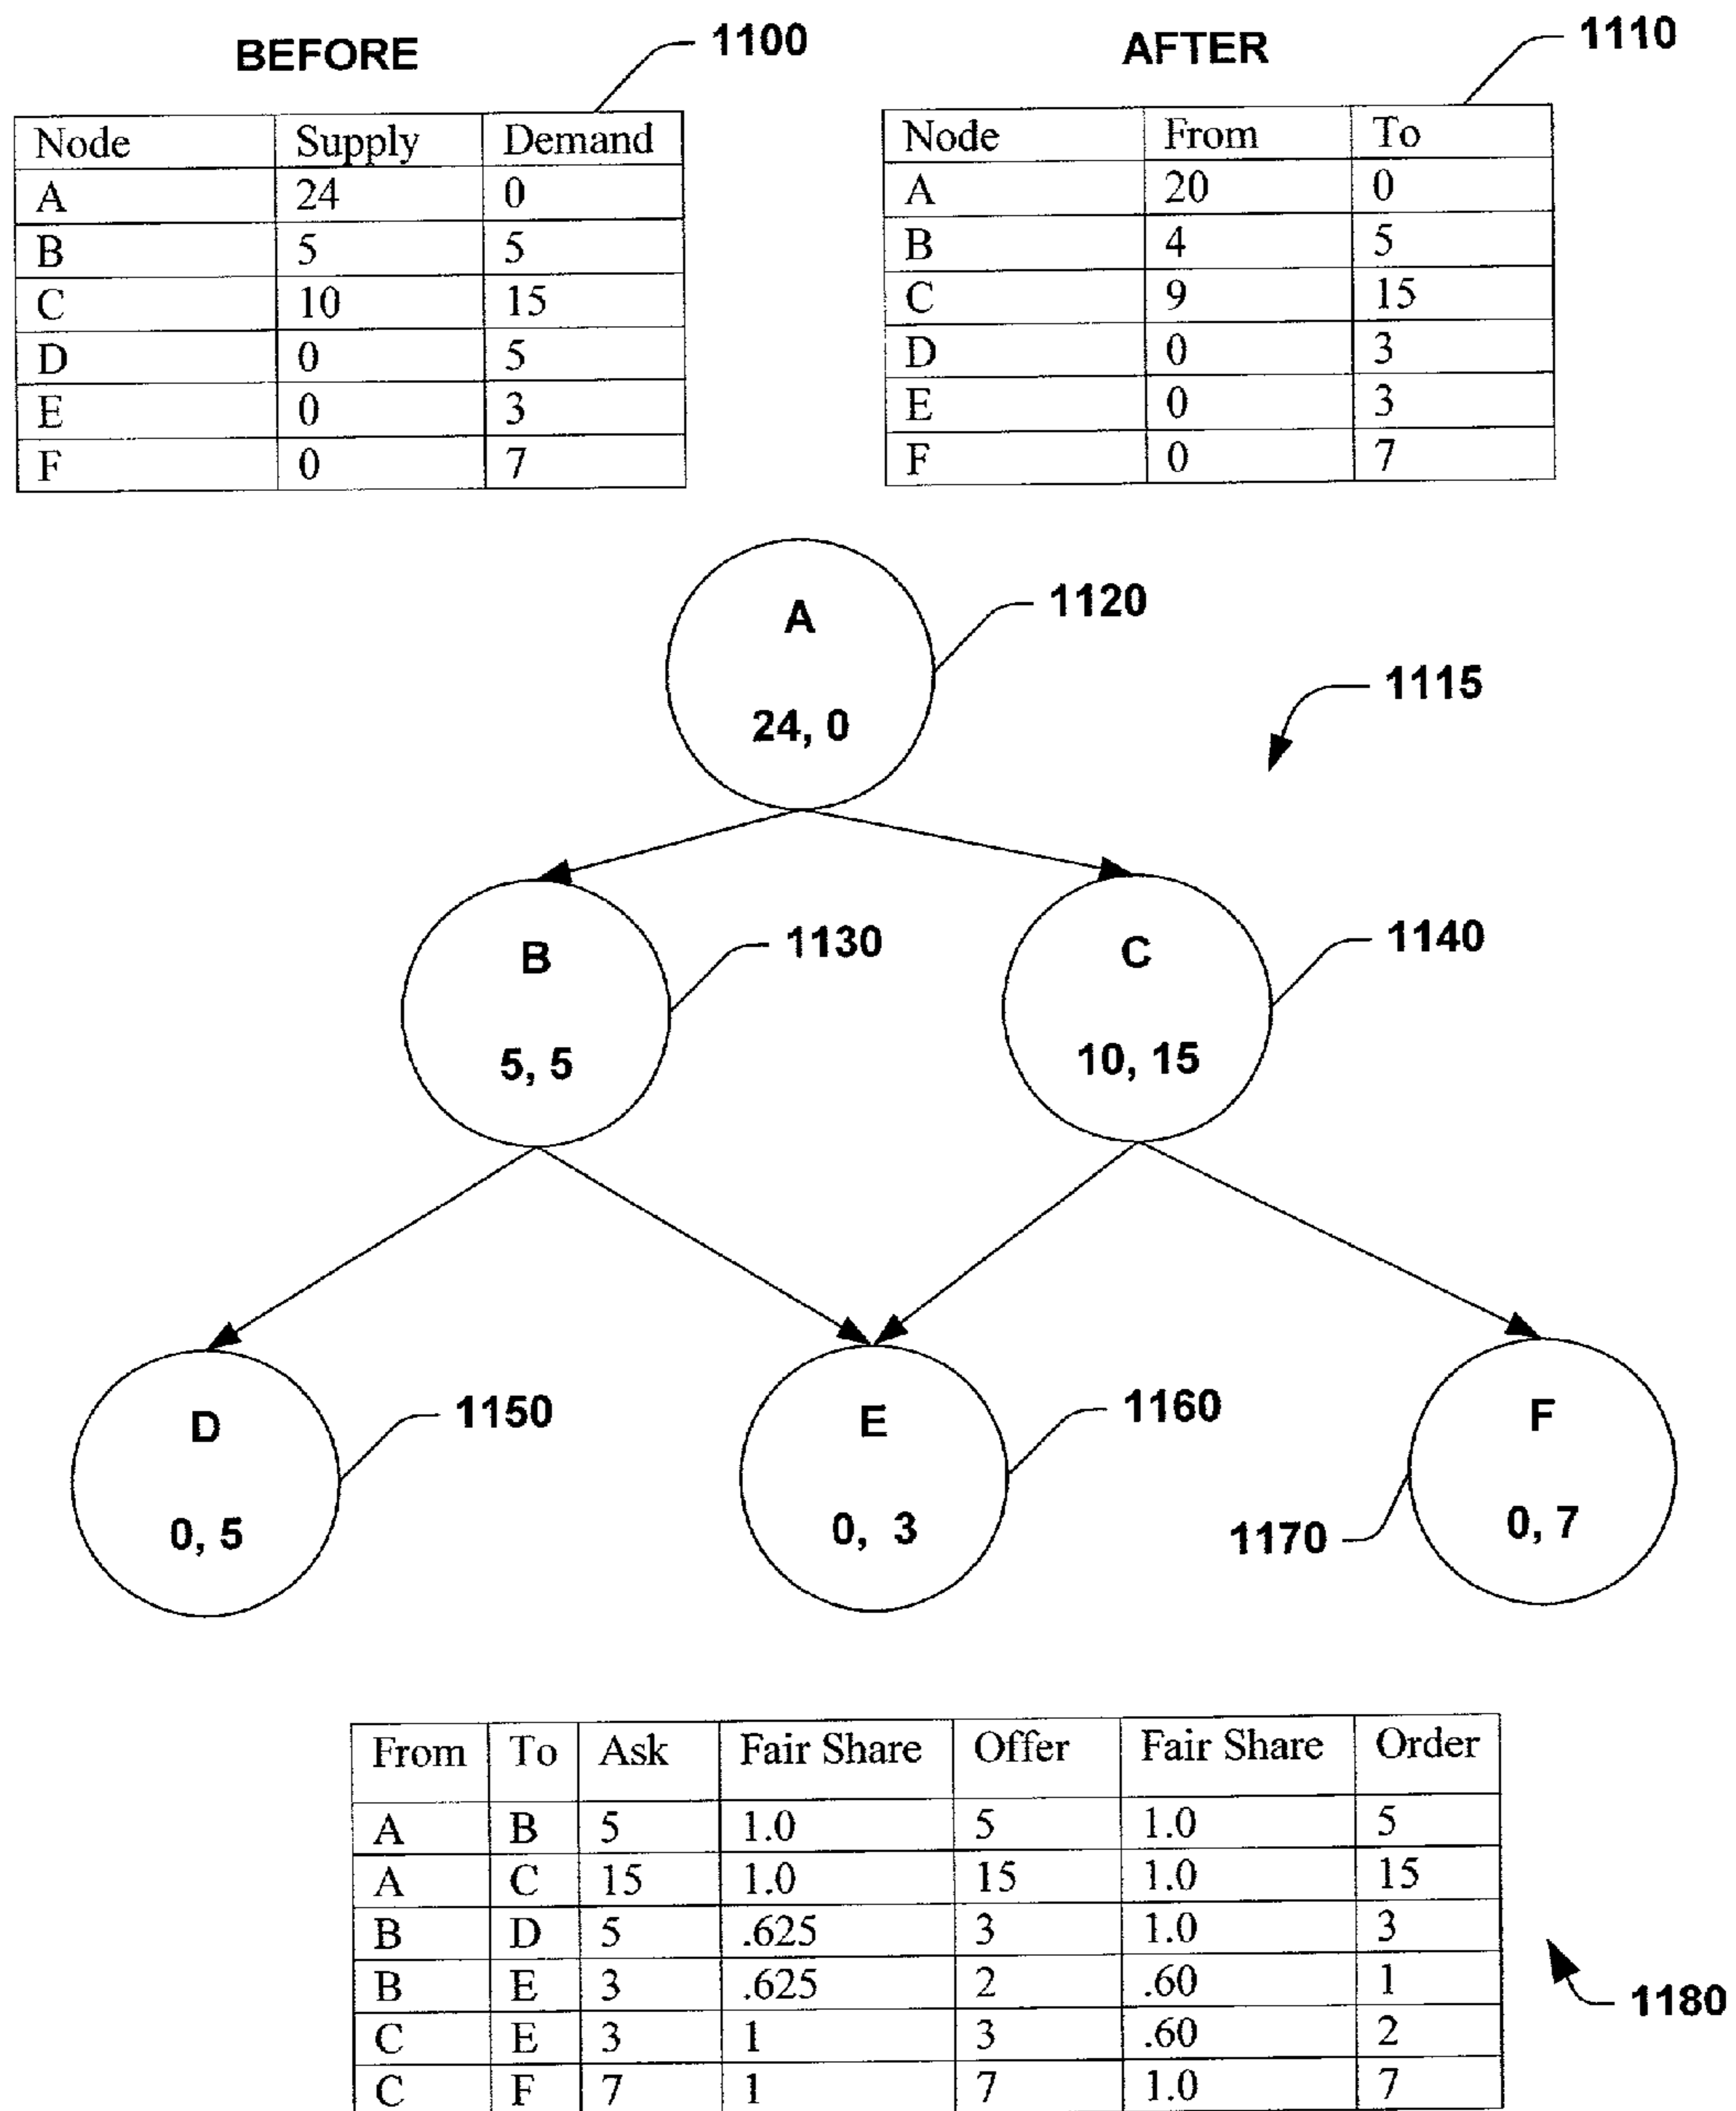 BEFORE
1100
AFTER
1110
Node Supply Demand
A 24 0
B 5 5
C 10 15
D 0 5
E 0 3
F 0 7
Node From To
A 20 0
B 4 5
C 9 15
D 0 3
E 0 3
F 0 7
A
24, 0
1120
1115
B
5, 5
1130
C
10, 15
1140
D
0, 5
1150
E
0, 3
1160
F
0, 7
1170
From To Ask Fair Share Offer Fair Share Order
A B 5 1.0 5 1.0 5
A C 15 1.0 15 1.0 15
B D 5 .625 3 1.0 3
B E 3 .625 2 .60 1
C E 3 1 3 .60 2
C F 7 1 7 1.0 7
1180